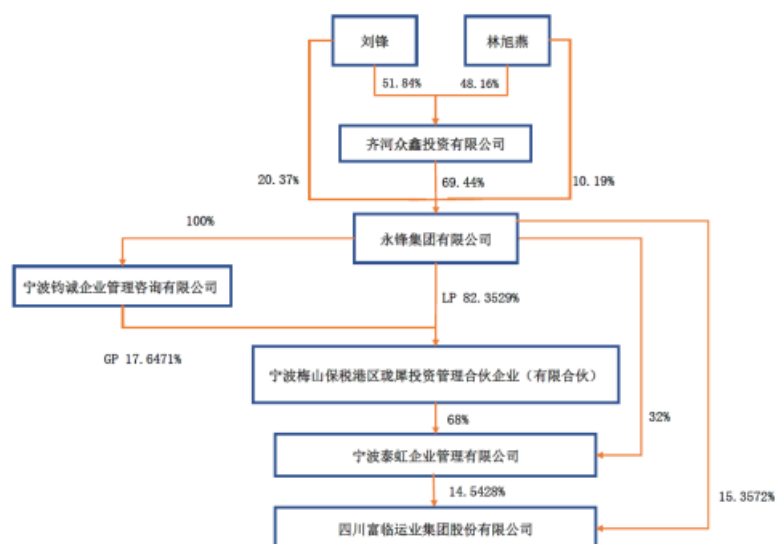 刘锋
林旭燕
51.84%
48.16%
齐河众鑫投资有限公司
20.37%
69.44%
10.19%
100%
永锋集团有限公司
宁波钧诚企业管理咨询有限公司
LP 82.3529%
GP 17.6471%
宁波梅山保税港区珑犀投资管理合伙企业（有限合伙）
68%
32%
宁波泰虹企业管理有限公司
14.5428%
15.3572%
四川富临运业集团股份有限公司